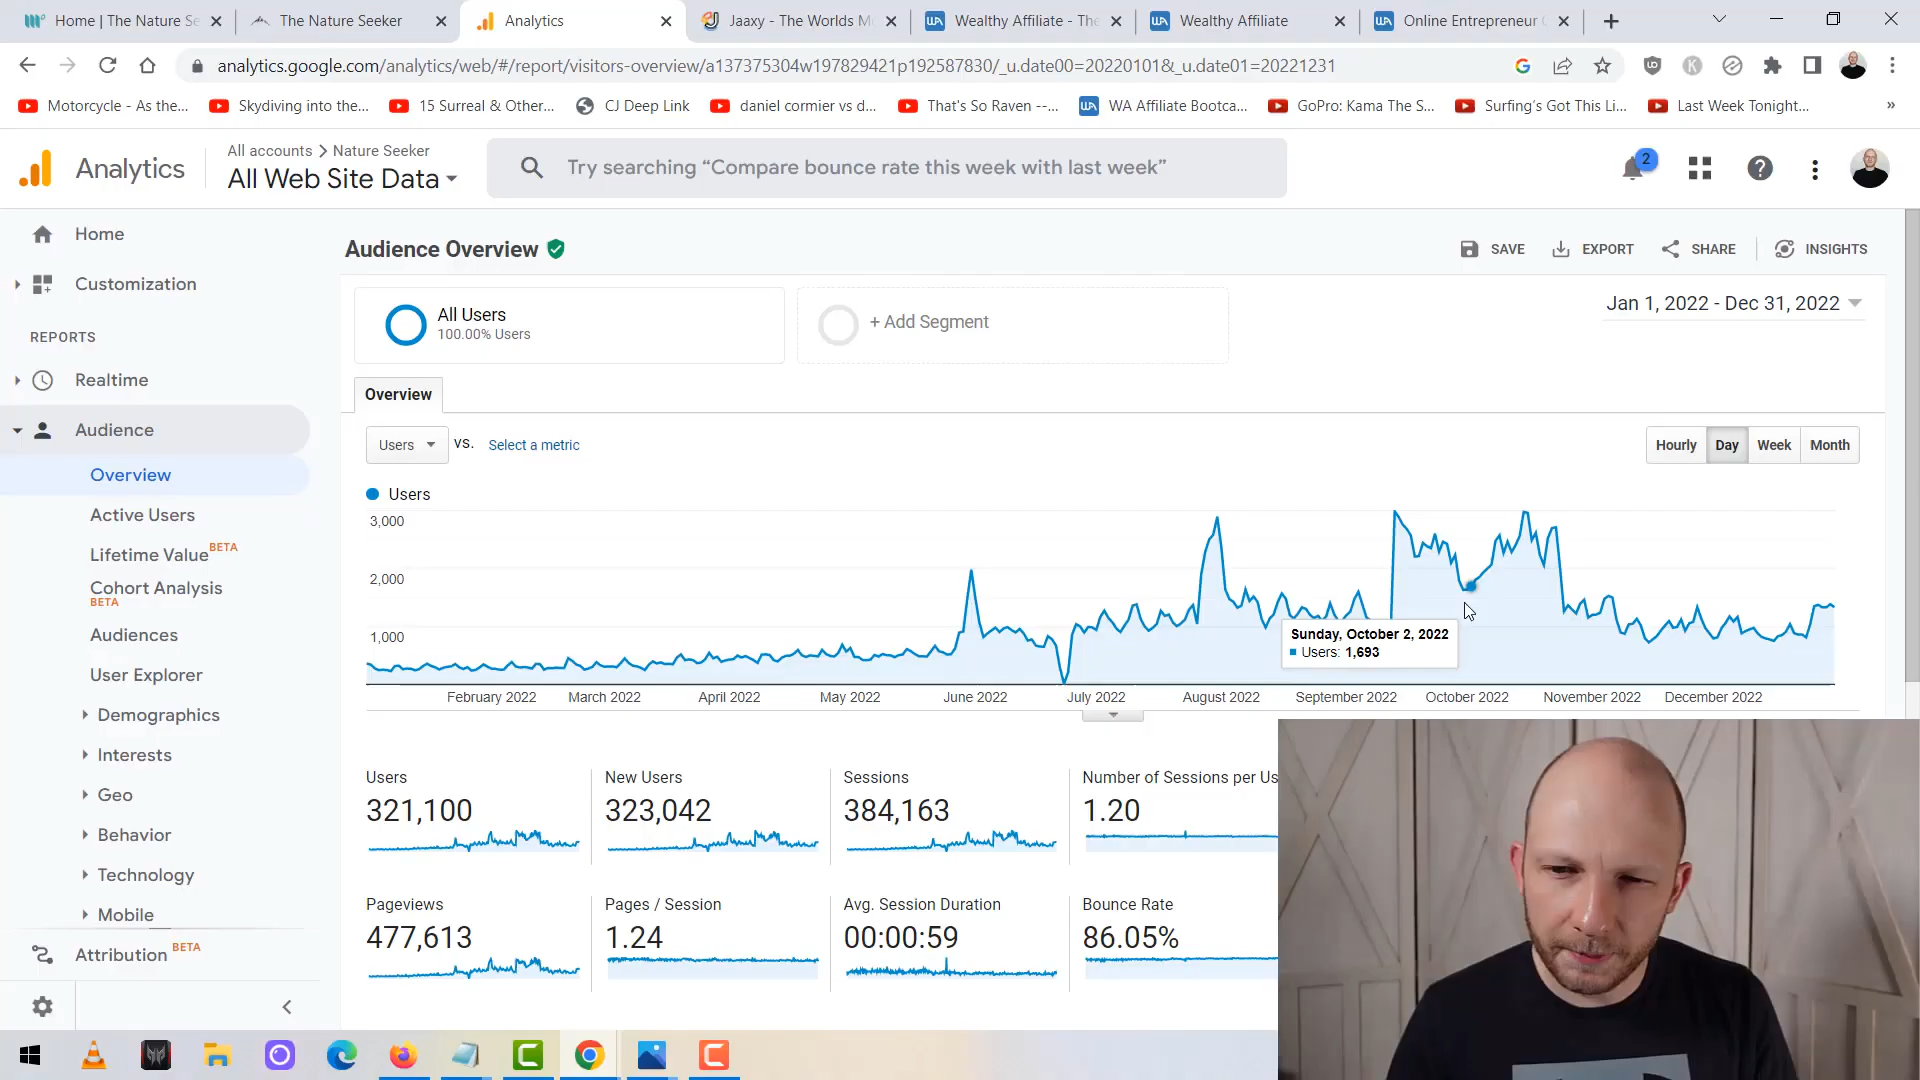 Home | The Nature Se
The Nature Seeker
Analytics
Jaaxy - The Worlds M
Wealthy Affiliate - The
Wealthy Affiliate
Online Entrepreneur C
analytics.google.com/analytics/web/#/report/visitors-overview/a137375304w197829421p192587830/_u.date00=20220101&_u.date01=20221231
Motorcycle - As the...
Skydiving into the...
15 Surreal & Other...
CJ Deep Link
daniel cormier vs d...
That's So Raven --...
WA Affiliate Bootca...
GoPro: Kama The S...
Surfing's Got This Li...
Last Week Tonight...
»
Analytics
All accounts > Nature Seeker
All Web Site Data
Try searching “Compare bounce rate this week with last week”
2
Home
Customization
REPORTS
Realtime
Audience
Overview
Active Users
Lifetime Value BETA
Cohort Analysis
BETA
Audiences
User Explorer
Demographics
Interests
Geo
Behavior
Technology
Mobile
Attribution BETA
Audience Overview
SAVE
EXPORT
SHARE
INSIGHTS
All Users
100.00% Users
+ Add Segment
Jan 1, 2022 - Dec 31, 2022
Overview
Users
VS.
Select a metric
Hourly
Day
Week
Month
Users
3,000
2,000
1,000
Sunday, October 2, 2022
Users: 1,693
February 2022
March 2022
April 2022
May 2022
June 2022
July 2022
August 2022
September 2022
October 2022
November 2022
December 2022
Users
321,100
New Users
323,042
Sessions
384,163
Number of Sessions per Us
1.20
Pageviews
477,613
Pages / Session
1.24
Avg. Session Duration
00:00:59
Bounce Rate
86.05%